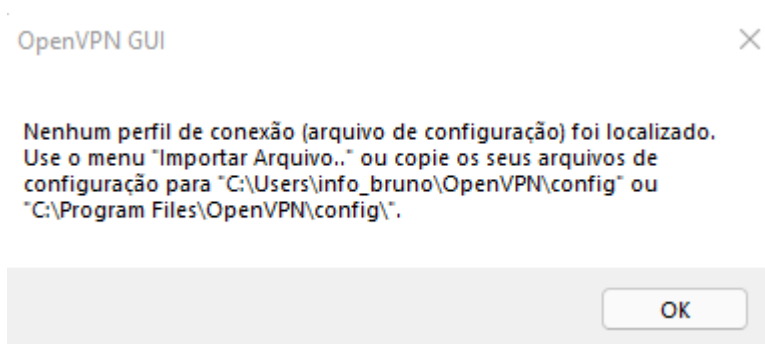 OpenVPN GUI
Nenhum perfil de conexão (arquivo de configuração) foi localizado.
Use o menu "Importar Arquivo.." ou copie os seus arquivos de
configuração para "C:\Users\info_bruno\OpenVPN\config" ou
"C:\Program Files\OpenVPN\config\".
OK